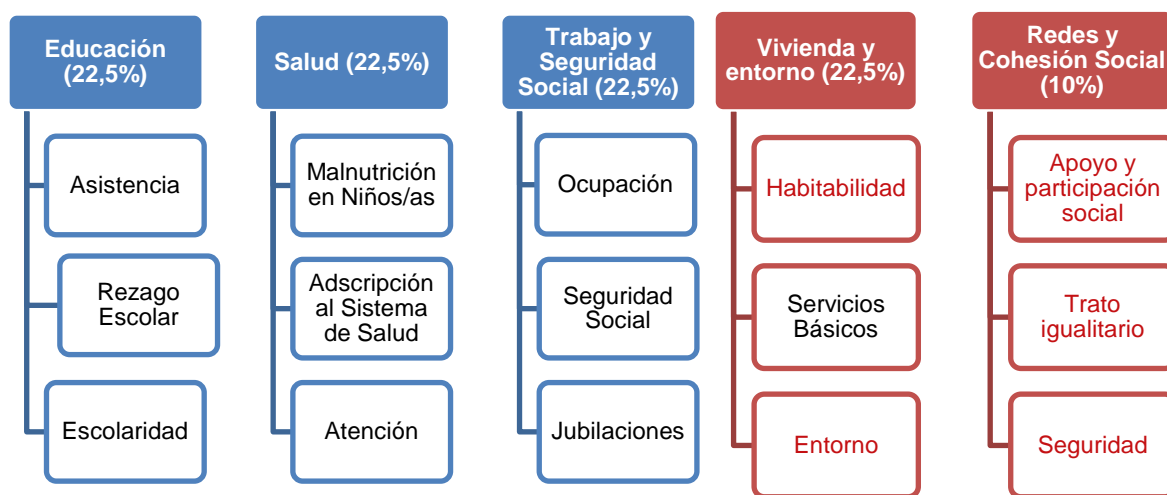 Educación
(22,5%)
Asistencia
Rezago
Escolar
Escolaridad
Salud (22,5%)
Malnutrición
en Niños/as
Adscripción
al Sistema
de Salud
Atención
Trabajo y
Seguridad
Social (22,5%)
Ocupación
Seguridad
Social
Jubilaciones
Vivienda y
entorno (22,5%)
Habitabilidad
Servicios
Básicos
Entorno
Redes y
Cohesión Social
(10%)
Apoyo y
participación
social
Trato
igualitario
Seguridad